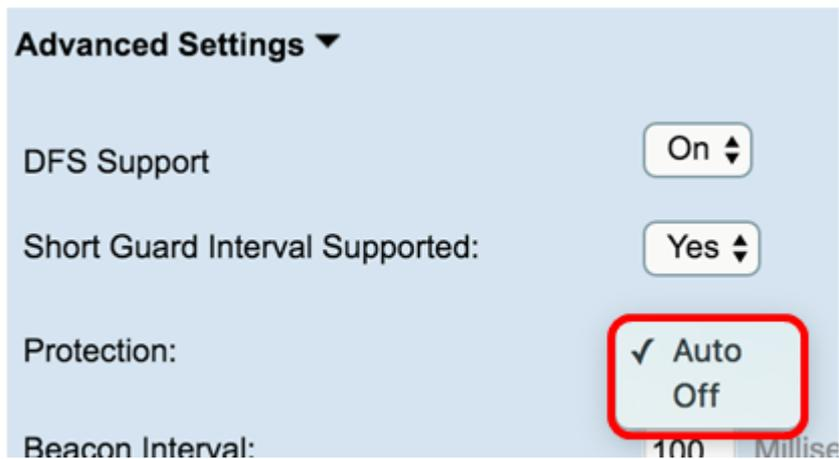 Advanced Settings ▼
DFS Support On
Short Guard Interval Supported: Yes
Protection: ✓ Auto
Off
Beacon Interval: 100